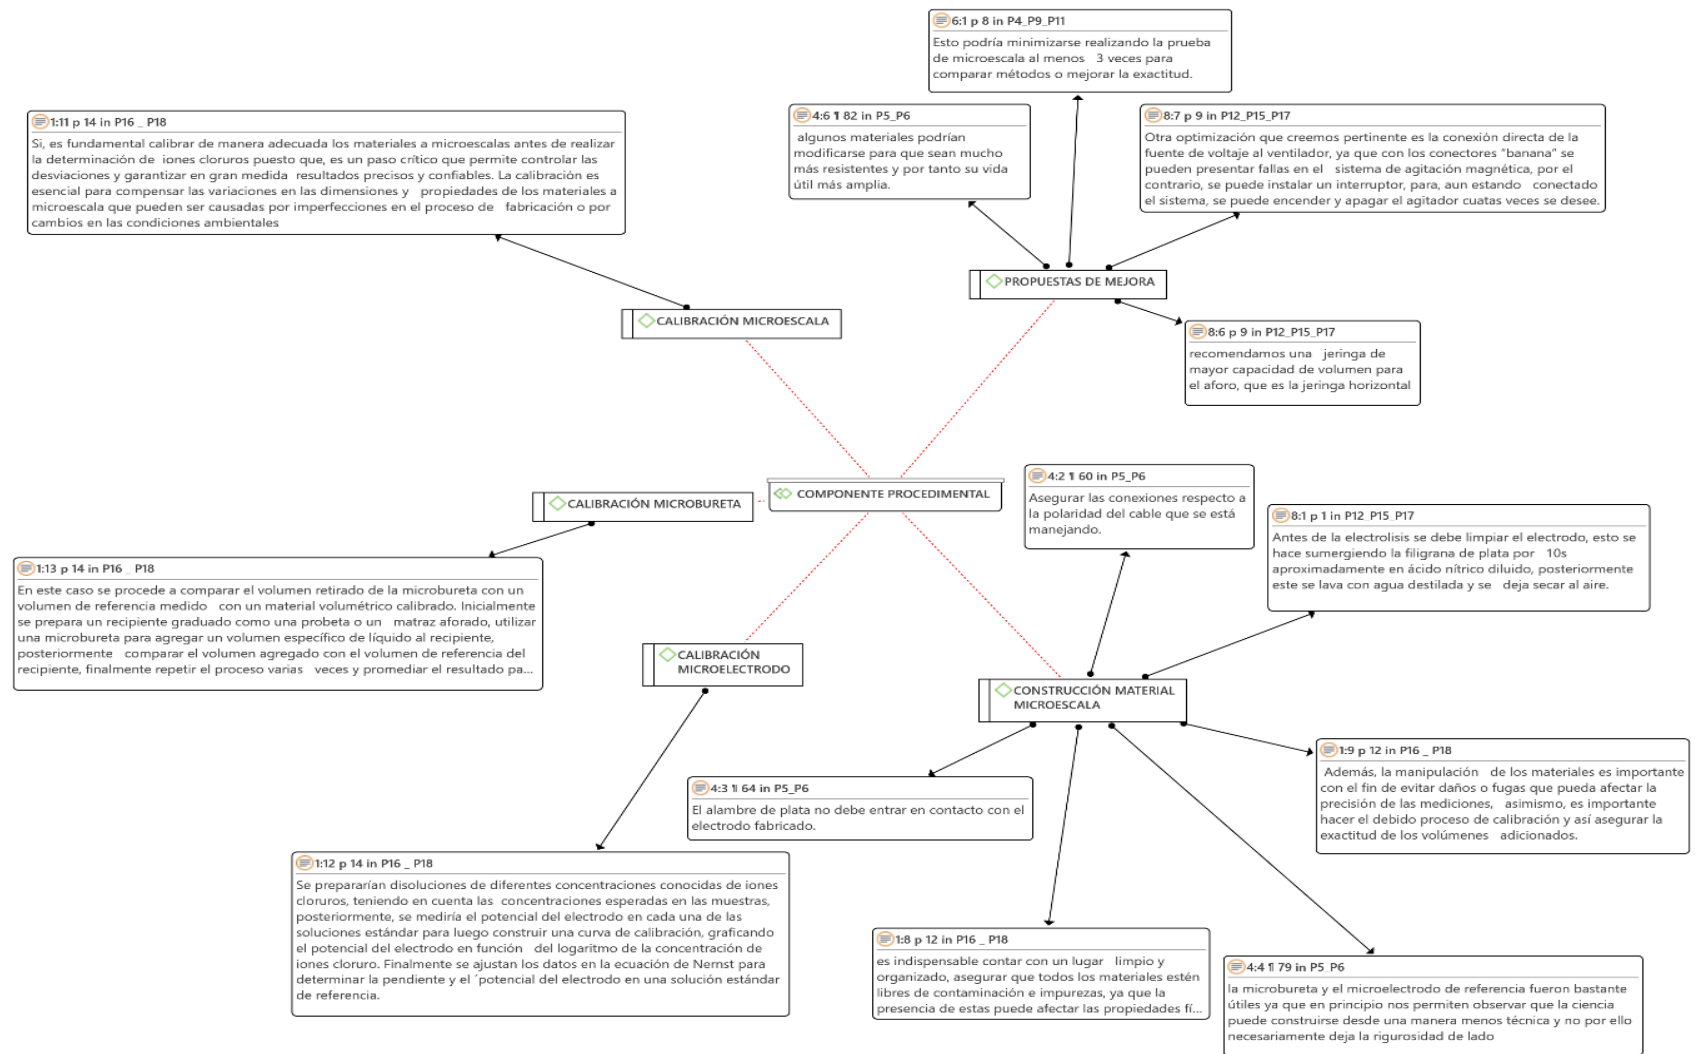 6:1 p 8 in P4_P9_P11
Esto podría minimizarse realizando la prueba
de microescala al menos 3 veces para
comparar métodos o mejorar la exactitud.
4:6 ¶ 82 in P5_P6
algunos materiales podrían
modificarse para que sean mucho
más resistentes y por tanto su vida
útil más amplia.
8:7 p 9 in P12_P15_P17
Otra optimización que creemos pertinente es la conexión directa de la
fuente de voltaje al ventilador, ya que con los conectores "banana" se
pueden presentar fallas en el sistema de agitación magnética, por el
contrario, se puede instalar un interruptor, para, aun estando conectado
el sistema, se puede encender y apagar el agitador cuatas veces se desee.
1:11 p 14 in P16 _ P18
Si, es fundamental calibrar de manera adecuada los materiales a microescalas antes de realizar
la determinación de iones cloruros puesto que, es un paso crítico que permite controlar las
desviaciones y garantizar en gran medida resultados precisos y confiables. La calibración es
esencial para compensar las variaciones en las dimensiones y propiedades de los materiales a
microescala que pueden ser causadas por imperfecciones en el proceso de fabricación o por
cambios en las condiciones ambientales
PROPUESTAS DE MEJORA
CALIBRACIÓN MICROESCALA
8:6 p 9 in P12_P15_P17
recomendamos una jeringa de
mayor capacidad de volumen para
el aforo, que es la jeringa horizontal
COMPONENTE PROCEDIMENTAL
CALIBRACIÓN MICROBURETA
4:2 ¶ 60 in P5_P6
Asegurar las conexiones respecto a
la polaridad del cable que se está
manejando.
8:1 p 1 in P12_P15_P17
Antes de la electrolisis se debe limpiar el electrodo, esto se
hace sumergiendo la filigrana de plata por 10s
aproximadamente en ácido nítrico diluido, posteriormente
este se lava con agua destilada y se deja secar al aire.
1:13 p 14 in P16 _ P18
En este caso se procede a comparar el volumen retirado de la microbureta con un
volumen de referencia medido con un material volumétrico calibrado. Inicialmente
se prepara un recipiente graduado como una probeta o un matraz aforado, utilizar
una microbureta para agregar un volumen específico de líquido al recipiente,
posteriormente comparar el volumen agregado con el volumen de referencia del
recipiente, finalmente repetir el proceso varias veces y promediar el resultado pa...
CALIBRACIÓN
MICROELECTRODO
CONSTRUCCIÓN MATERIAL
MICROESCALA
1:9 p 12 in P16 _ P18
Además, la manipulación de los materiales es importante
con el fin de evitar daños o fugas que pueda afectar la
precisión de las mediciones, asimismo, es importante
hacer el debido proceso de calibración y así asegurar la
exactitud de los volúmenes adicionados.
4:3 ¶ 64 in P5_P6
El alambre de plata no debe entrar en contacto con el
electrodo fabricado.
1:12 p 14 in P16 _ P18
Se prepararían disoluciones de diferentes concentraciones conocidas de iones
cloruros, teniendo en cuenta las concentraciones esperadas en las muestras,
posteriormente, se mediría el potencial del electrodo en cada una de las
soluciones estándar para luego construir una curva de calibración, graficando
el potencial del electrodo en función del logaritmo de la concentración de
iones cloruro. Finalmente se ajustan los datos en la ecuación de Nernst para
determinar la pendiente y el ´potencial del electrodo en una solución estándar
de referencia.
1:8 p 12 in P16 _ P18
es indispensable contar con un lugar limpio y
organizado, asegurar que todos los materiales estén
libres de contaminación e impurezas, ya que la
presencia de estas puede afectar las propiedades fí...
4:4 ¶ 79 in P5_P6
la microbureta y el microelectrodo de referencia fueron bastante
útiles ya que en principio nos permiten observar que la ciencia
puede construirse desde una manera menos técnica y no por ello
necesariamente deja la rigurosidad de lado